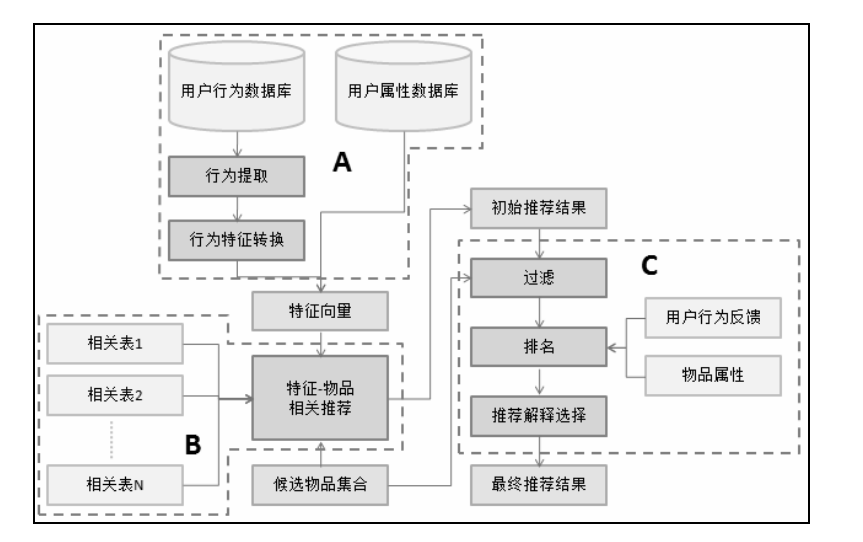 用户行为数据库
用户属性数据库
A
行为提取
行为特征转换
初始推荐结果
C
过滤
特征向量
用户行为反馈
相关表1
排名
物品属性
特征-物品
相关推荐
相关表2
推荐解释选择
B
相关表N
候选物品集合
最终推荐结果